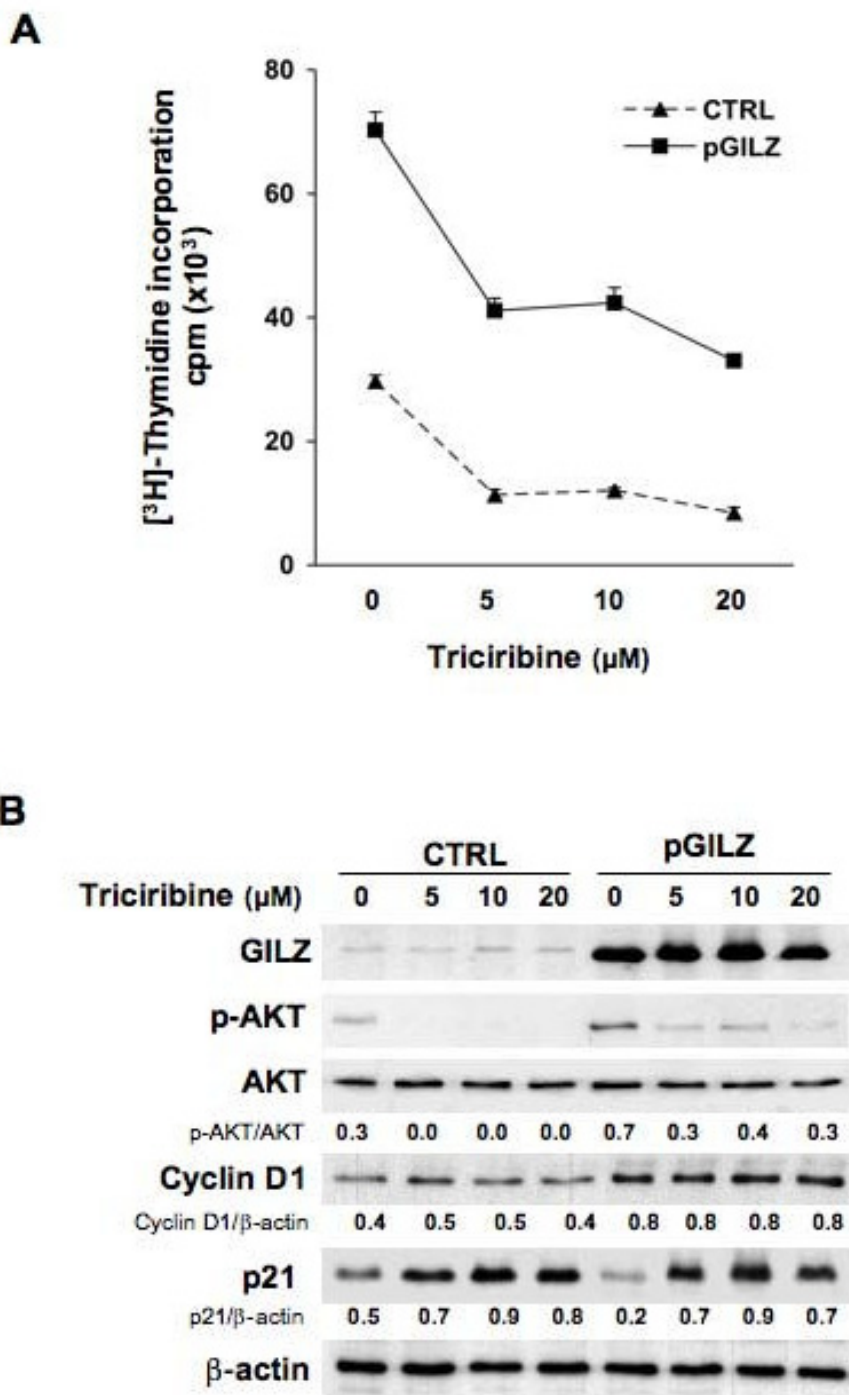 A
80
60
40
20
0
[³H]-Thymidine incorporation
cpm (x10³)
CTRL
pGILZ
0 5 10 20
Triciribine (µM)
B
CTRL pGILZ
Triciribine (µM) 0 5 10 20 0 5 10 20
GILZ
p-AKT
AKT
p-AKT/AKT 0.3 0.0 0.0 0.0 0.7 0.3 0.4 0.3
Cyclin D1
Cyclin D1/β-actin 0.4 0.5 0.5 0.4 0.8 0.8 0.8 0.8
p21
p21/β-actin 0.5 0.7 0.9 0.8 0.2 0.7 0.9 0.7
β-actin